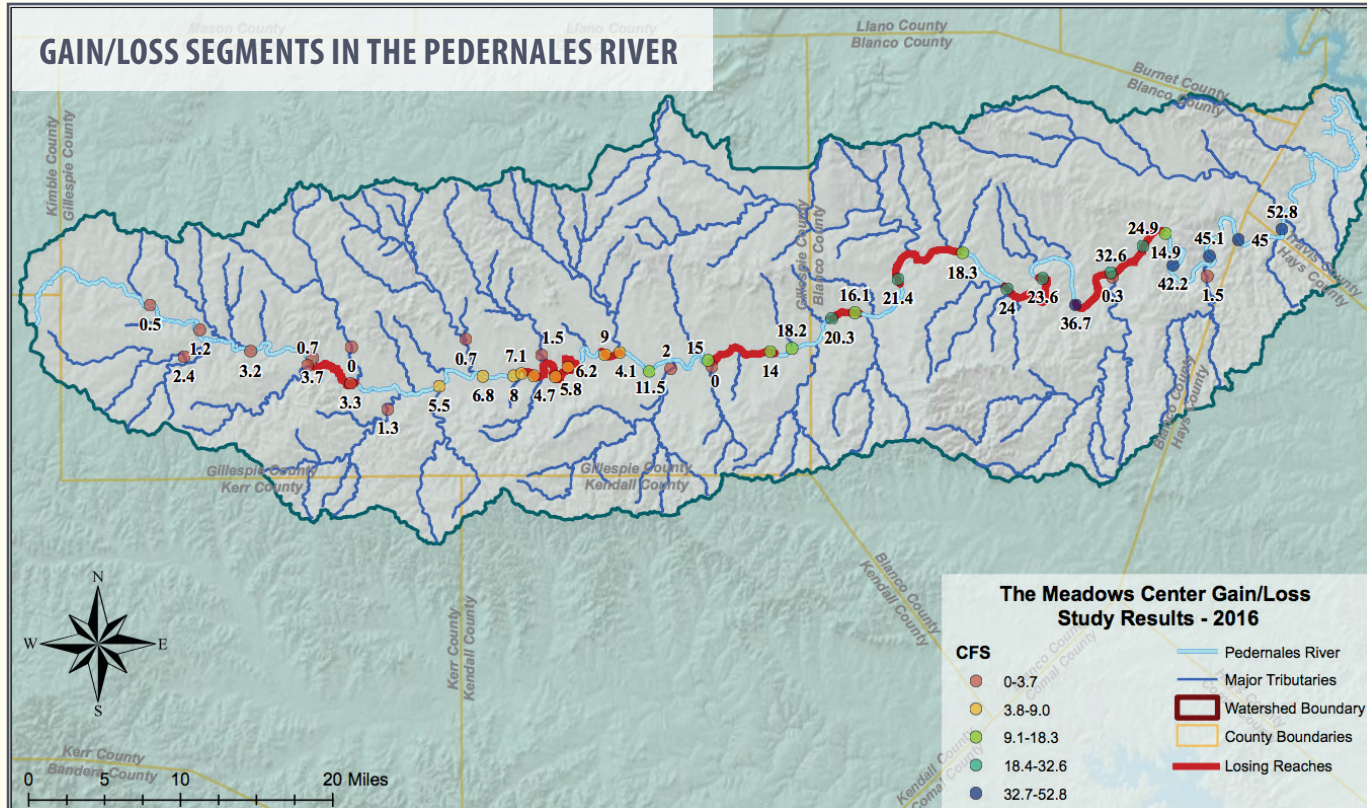 Mason County
Llano County
Llano County
Blanco County
GAIN/LOSS SEGMENTS IN THE PEDERNALES RIVER
Burnet County
Blanco County
Kimble County
Gillespie County
Gillespie County
Blanco County
Travis County
Hays County
Blanco County
Hays County
0.5
1.2
2.4
3.2
0.7
3.7
0
3.3
1.3
5.5
0.7
6.8
7.1
8
1.5
4.7
5.8
6.2
9
4.1
11.5
2
15
0
14
18.2
20.3
16.1
21.4
18.3
24
23.6
36.7
32.6
0.3
24.9
14.9
42.2
45.1
1.5
45
52.8
Gillespie County
Kerr County
Gillespie County
Kendall County
Kerr County
Kendall County
Blanco County
Kendall County
Blanco County
Comal County
Kendall County
Comal County
Kerr County
Bandera County
N
W
E
S
0
5
10
20 Miles
The Meadows Center Gain/Loss
Study Results - 2016
CFS
0-3.7
3.8-9.0
9.1-18.3
18.4-32.6
32.7-52.8
Pedernales River
Major Tributaries
Watershed Boundary
County Boundaries
Losing Reaches